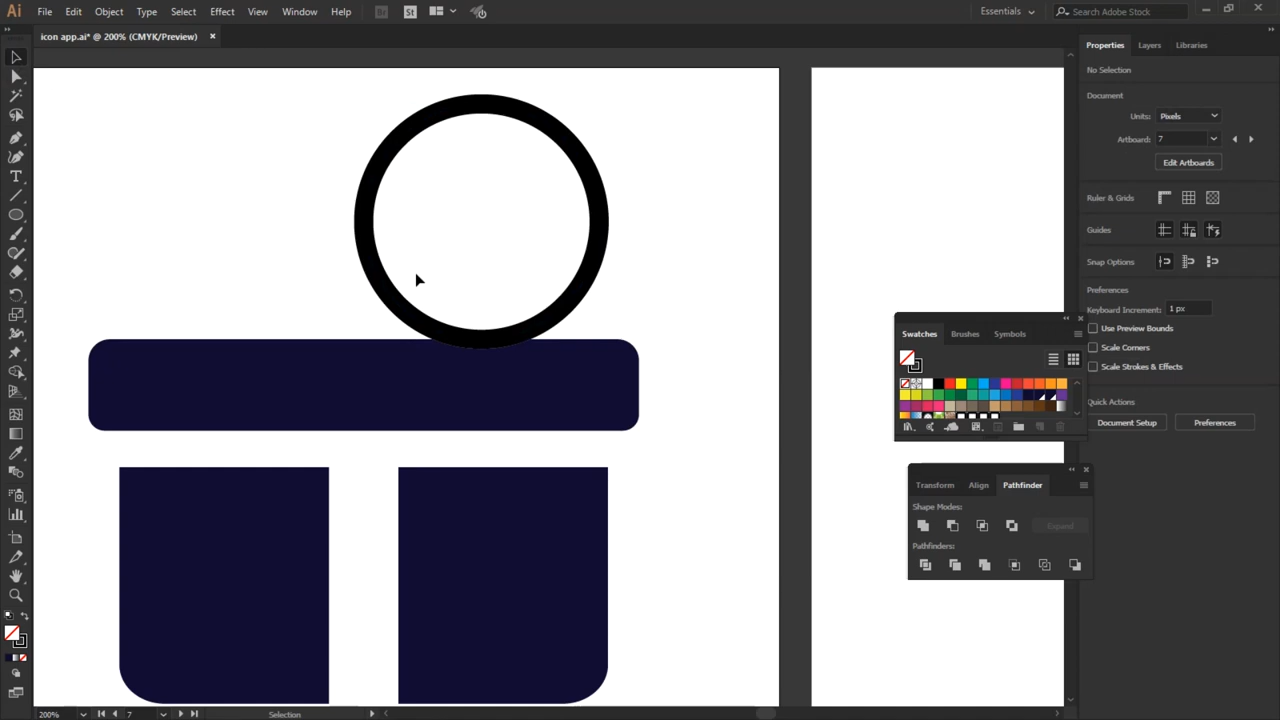 Ai File Edit Object Type Select Effect View Window Help Br St Essentials Search Adobe Stock
icon app.ai* @ 200% (CMYK/Preview)
Properties Layers Libraries
No Selection
Document
Units: Pixels
Artboard: 7
Edit Artboards
Ruler & Grids
Guides
Snap Options
Preferences
Keyboard Increment: 1 px
Use Preview Bounds
Scale Corners
Scale Strokes & Effects
Quick Actions
Document Setup Preferences
Swatches Brushes Symbols
Transform Align Pathfinder
Shape Modes:
Expand
Pathfinders:
200% 7 Selection